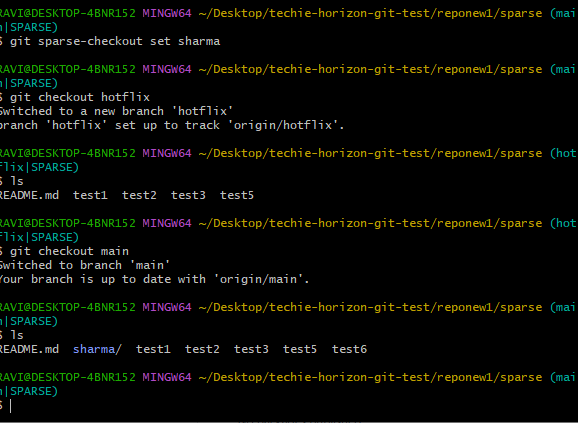 RAVI@DESKTOP-4BNR152 MINGW64 ~/Desktop/techie-horizon-git-test/reponew1/sparse (mai
n|SPARSE)
$ git sparse-checkout set sharma
RAVI@DESKTOP-4BNR152 MINGW64 ~/Desktop/techie-horizon-git-test/reponew1/sparse (mai
n|SPARSE)
$ git checkout hotflix
Switched to a new branch 'hotflix'
branch 'hotflix' set up to track 'origin/hotflix'.
RAVI@DESKTOP-4BNR152 MINGW64 ~/Desktop/techie-horizon-git-test/reponew1/sparse (hot
flix|SPARSE)
$ ls
README.md  test1  test2  test3  test5
RAVI@DESKTOP-4BNR152 MINGW64 ~/Desktop/techie-horizon-git-test/reponew1/sparse (hot
flix|SPARSE)
$ git checkout main
Switched to branch 'main'
Your branch is up to date with 'origin/main'.
RAVI@DESKTOP-4BNR152 MINGW64 ~/Desktop/techie-horizon-git-test/reponew1/sparse (mai
n|SPARSE)
$ ls
README.md  sharma/  test1  test2  test3  test5  test6
RAVI@DESKTOP-4BNR152 MINGW64 ~/Desktop/techie-horizon-git-test/reponew1/sparse (mai
n|SPARSE)
$